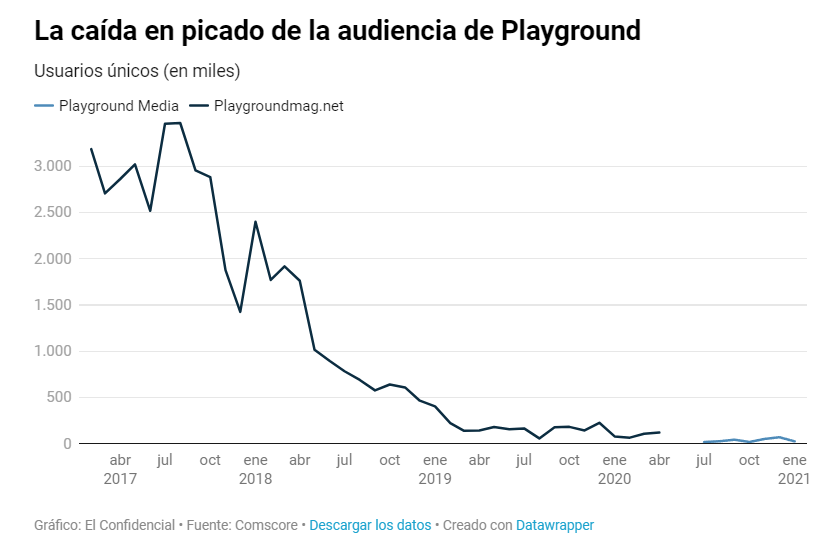 La caída en picado de la audiencia de Playground
Usuarios únicos (en miles)
Playground Media Playgroundmag.net
3.000
2.500
2.000
1.500
1.000
500
0
abr jul oct ene abr jul oct ene abr jul oct ene abr jul oct ene
2017 2018 2019 2020 2021
Gráfico: El Confidencial • Fuente: Comscore • Descargar los datos • Creado con Datawrapper